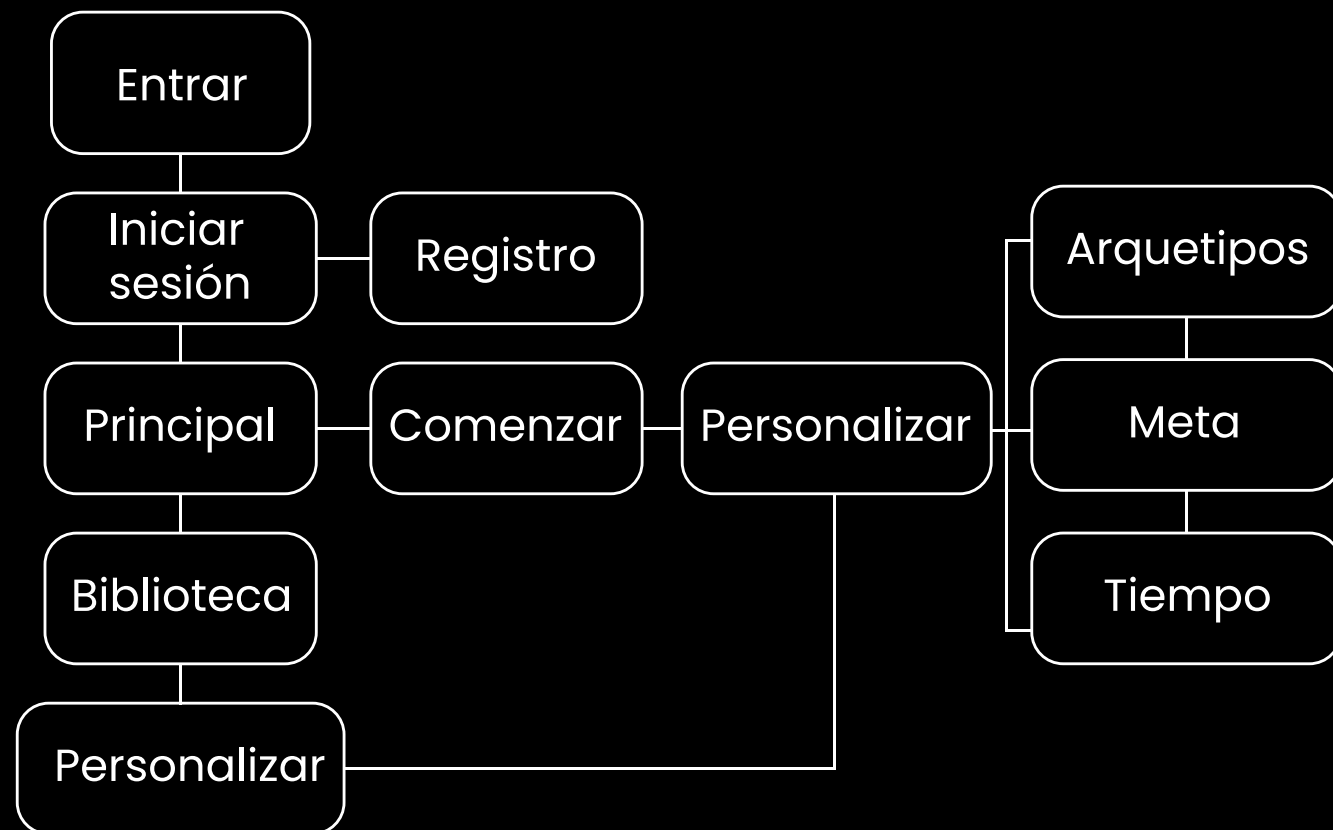 Entrar
Iniciar
sesión
Registro
Principal
Comenzar
Personalizar
Biblioteca
Personalizar
Arquetipos
Meta
Tiempo